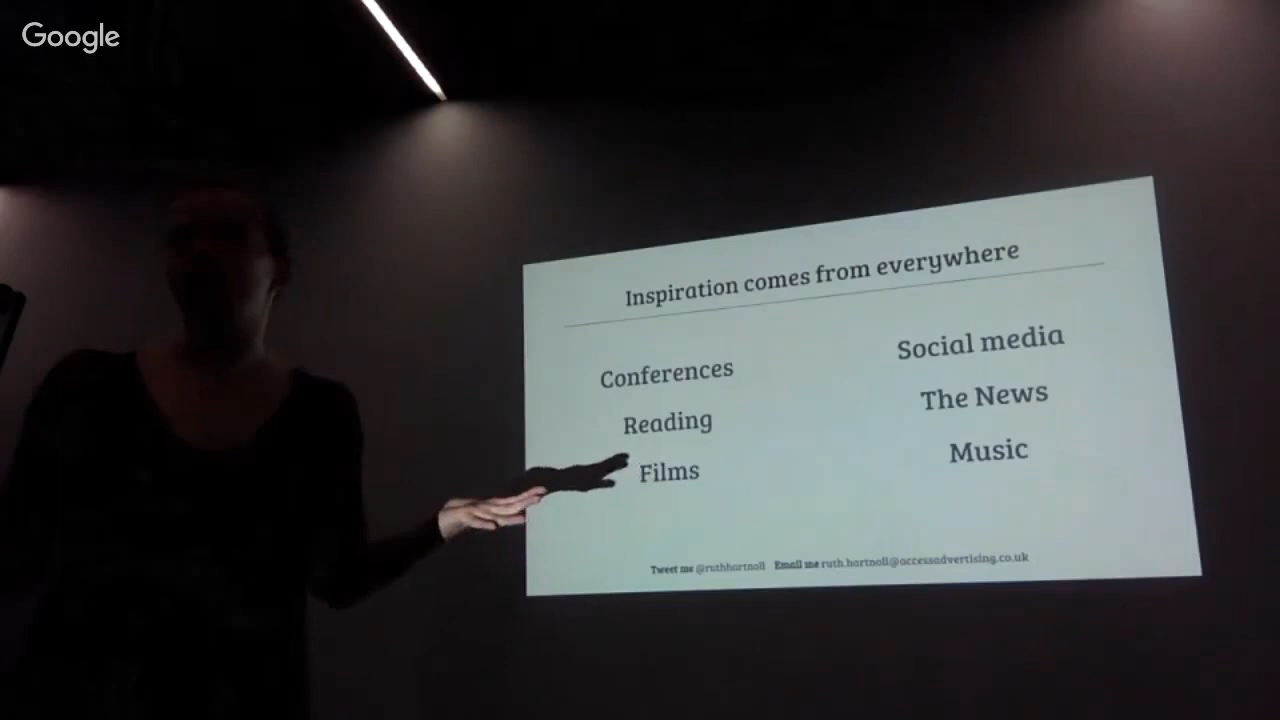 Google
Inspiration comes from everywhere
Conferences
Reading
Films
Social media
The News
Music
Tweet me @ruthhartnoll Email me ruth.hartnoll@accessadvertising.co.uk